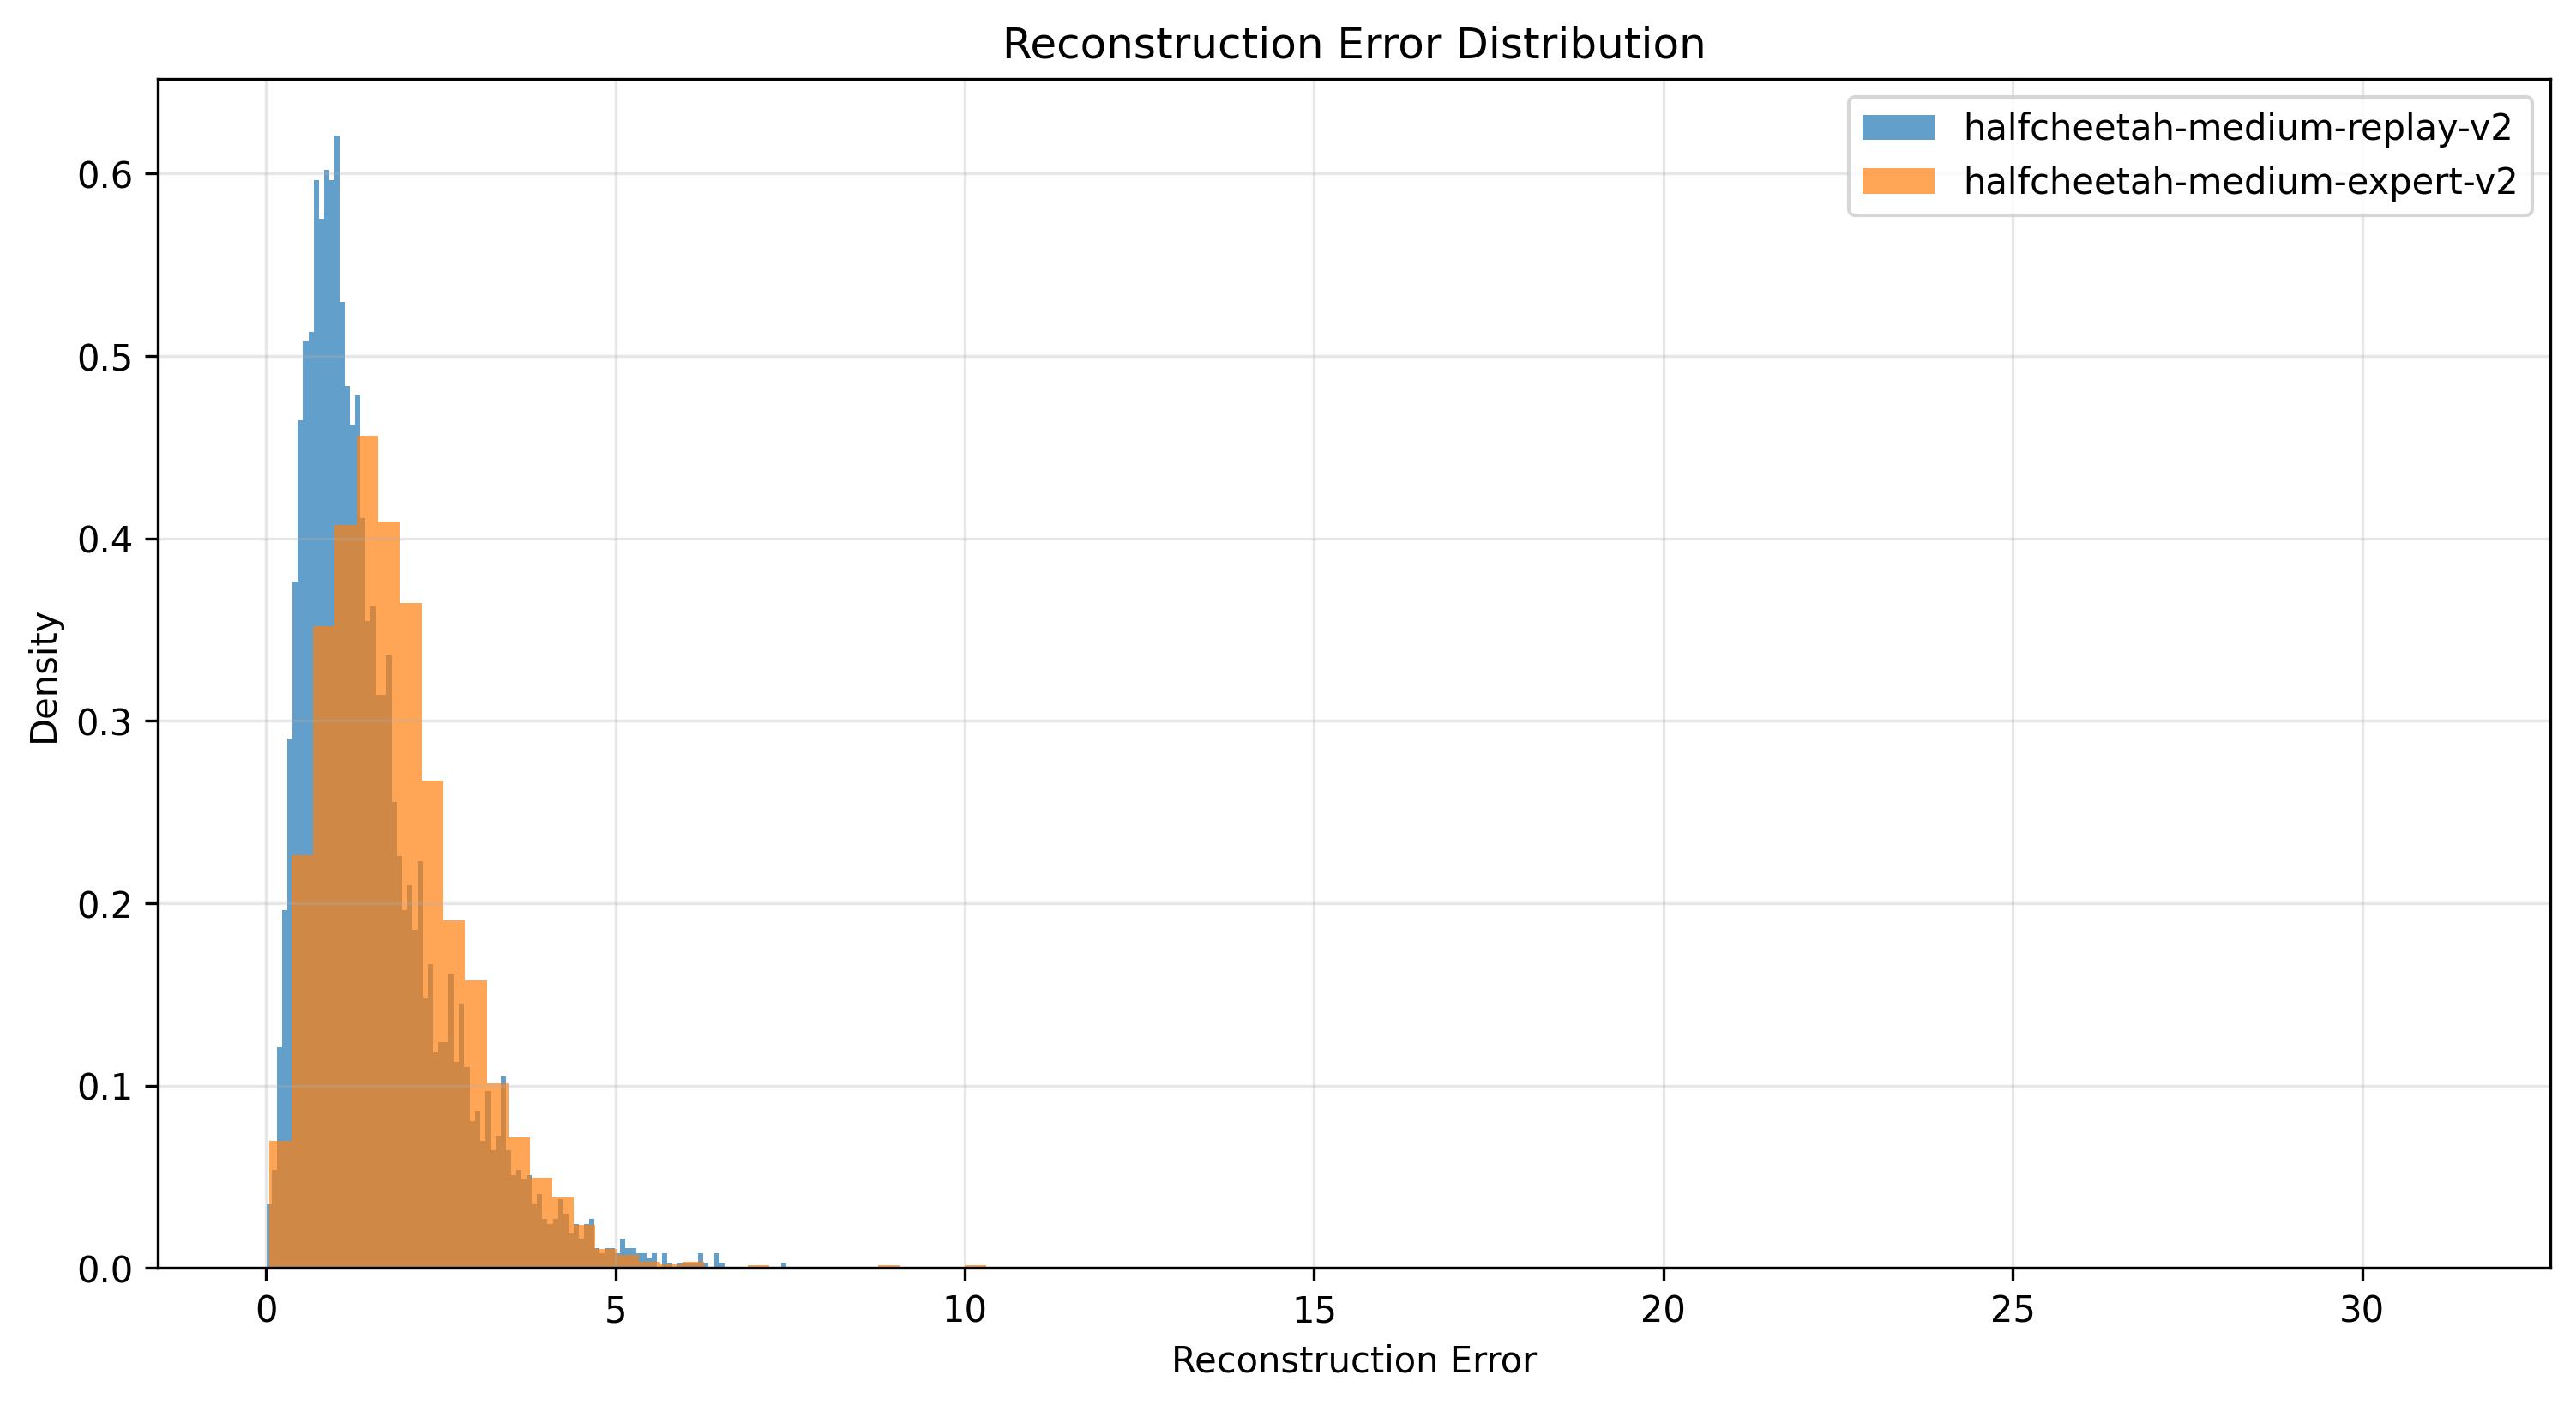 Reconstruction Error Distribution
halfcheetah-medium-replay-v2
halfcheetah-medium-expert-v2
0.6
0.5
0.4
0.3
0.2
0.1
0.0
Density
0 5 10 15 20 25 30
Reconstruction Error